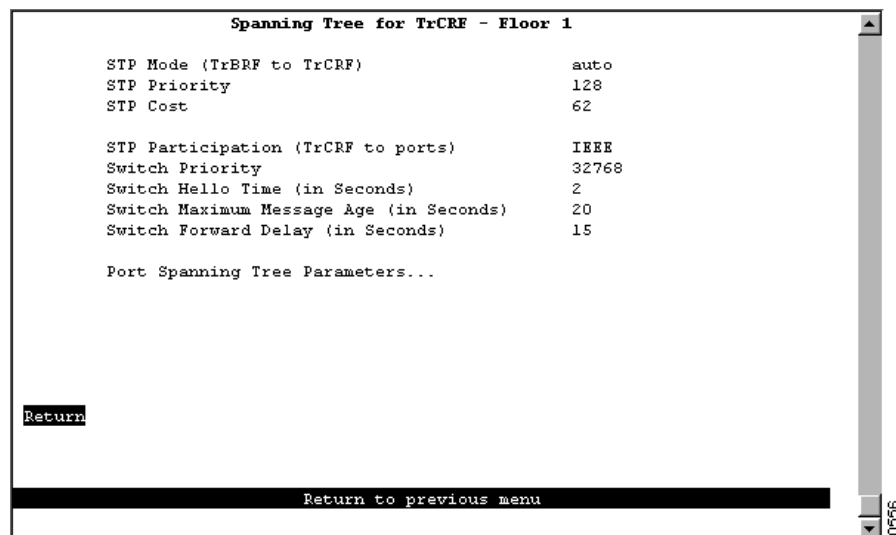 Spanning Tree for TrCRF - Floor 1
STP Mode (TrBRF to TrCRF) auto
STP Priority 128
STP Cost 62
STP Participation (TrCRF to ports) IEEE
Switch Priority 32768
Switch Hello Time (in Seconds) 2
Switch Maximum Message Age (in Seconds) 20
Switch Forward Delay (in Seconds) 15
Port Spanning Tree Parameters...
Return
Return to previous menu